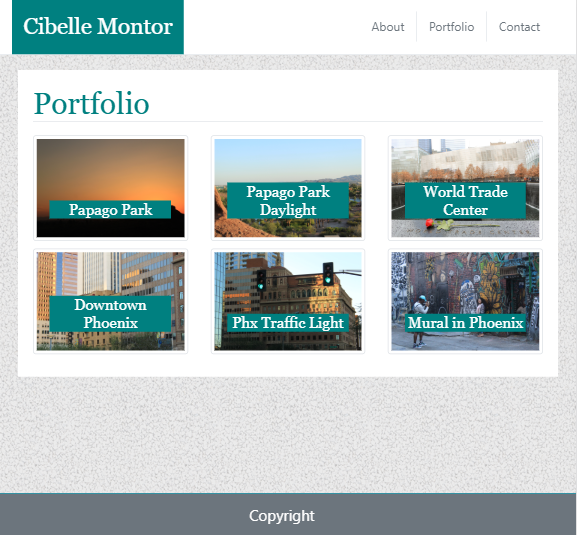 Cibelle Montor
About
Portfolio
Contact
Portfolio
Papago Park
Papago Park
Daylight
World Trade
Center
Downtown
Phoenix
Phx Traffic Light
Mural in Phoenix
Copyright